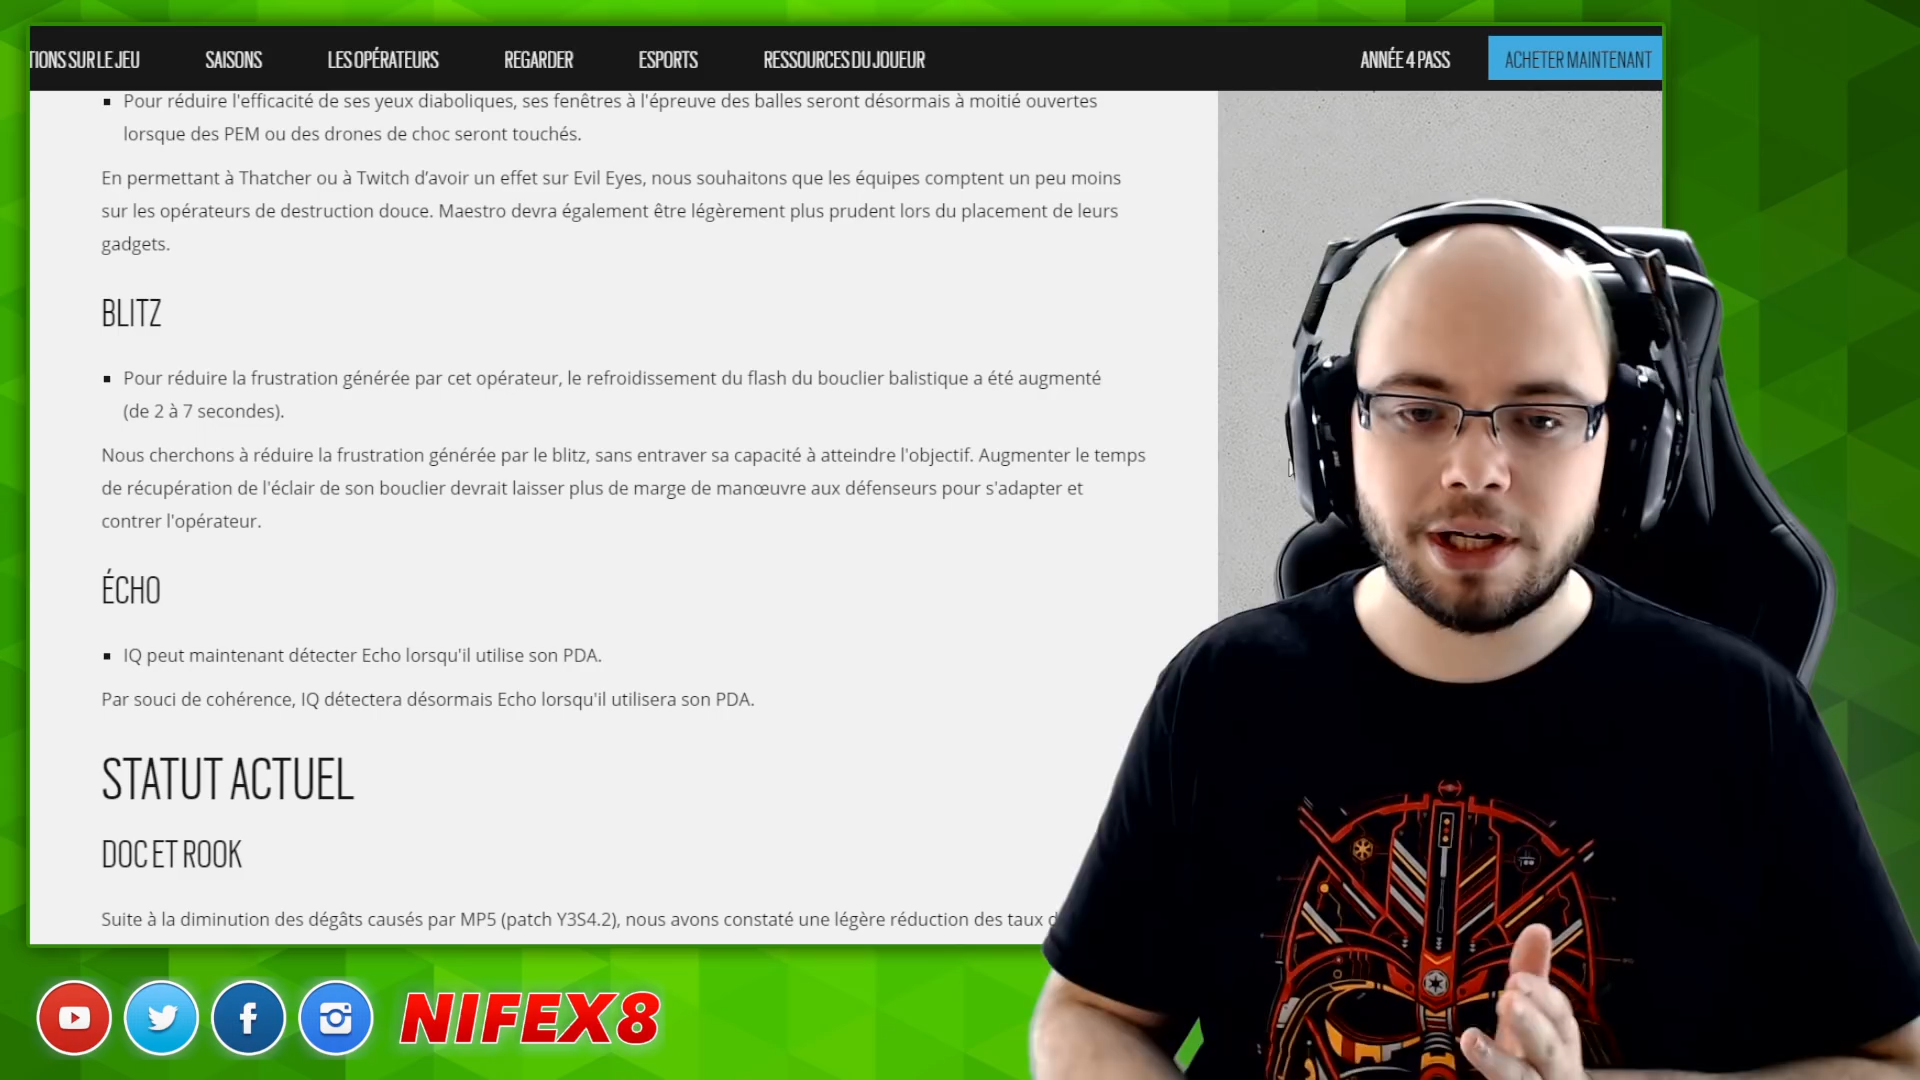 TIONS SUR LE JEU SAISONS LES OPÉRATEURS REGARDER ESPORTS RESSOURCES DU JOUEUR ANNÉE 4 PASS ACHETER MAINTENANT
Pour réduire l'efficacité de ses yeux diaboliques, ses fenêtres à l'épreuve des balles seront désormais à moitié ouvertes
lorsque des PEM ou des drones de choc seront touchés.
En permettant à Thatcher ou à Twitch d’avoir un effet sur Evil Eyes, nous souhaitons que les équipes comptent un peu moins
sur les opérateurs de destruction douce. Maestro devra également être légèrement plus prudent lors du placement de leurs
gadgets.
BLITZ
Pour réduire la frustration générée par cet opérateur, le refroidissement du flash du bouclier balistique a été augmenté
(de 2 à 7 secondes).
Nous cherchons à réduire la frustration générée par le blitz, sans entraver sa capacité à atteindre l'objectif. Augmenter le temps
de récupération de l'éclair de son bouclier devrait laisser plus de marge de manœuvre aux défenseurs pour s'adapter et
contrer l'opérateur.
ÉCHO
IQ peut maintenant détecter Echo lorsqu'il utilise son PDA.
Par souci de cohérence, IQ détectera désormais Echo lorsqu'il utilisera son PDA.
STATUT ACTUEL
DOC ET ROOK
Suite à la diminution des dégâts causés par MP5 (patch Y3S4.2), nous avons constaté une légère réduction des taux
NIFEX8